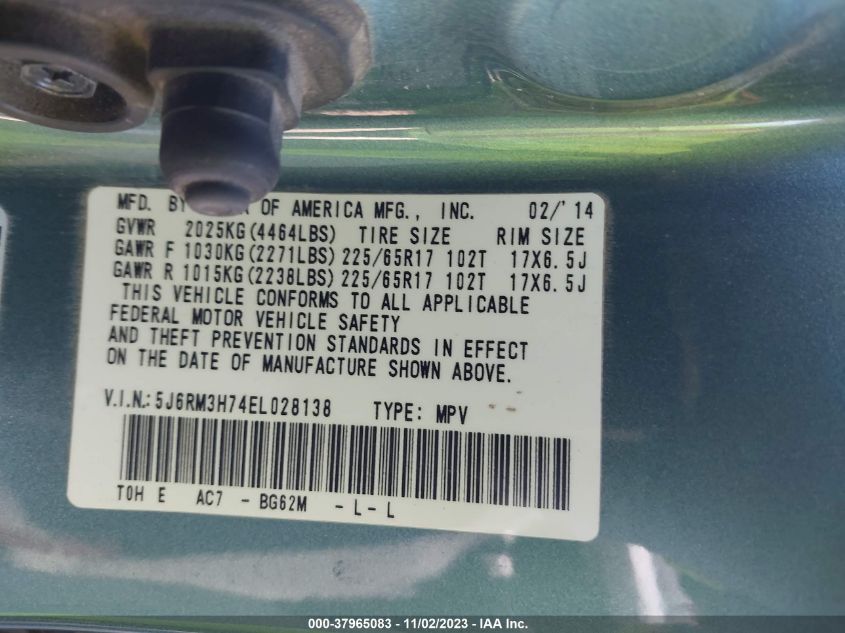 MFD. BY OF AMERICA MFG., INC. 02/'14
GVWR 2025KG(4464LBS) TIRE SIZE RIM SIZE
GAWR F 1030KG(2271LBS) 225/65R17 102T 17X6.5J
GAWR R 1015KG(2238LBS) 225/65R17 102T 17X6.5J
THIS VEHICLE CONFORMS TO ALL APPLICABLE
FEDERAL MOTOR VEHICLE SAFETY
AND THEFT PREVENTION STANDARDS IN EFFECT
ON THE DATE OF MANUFACTURE SHOWN ABOVE.
V.I.N.: 5J6RM3H74EL028138 TYPE: MPV
TOH E AC7 - BG62M - L - L
000-37965083 - 11/02/2023 - IAA Inc.